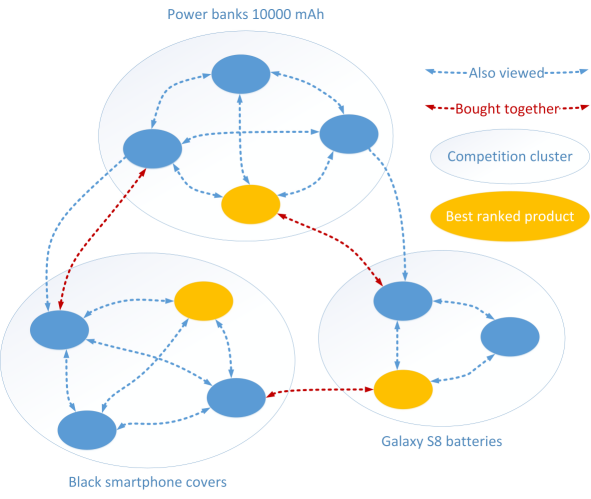 Power banks 10000 mAh
Also viewed
Bought together
Competition cluster
Best ranked product
Galaxy S8 batteries
Black smartphone covers